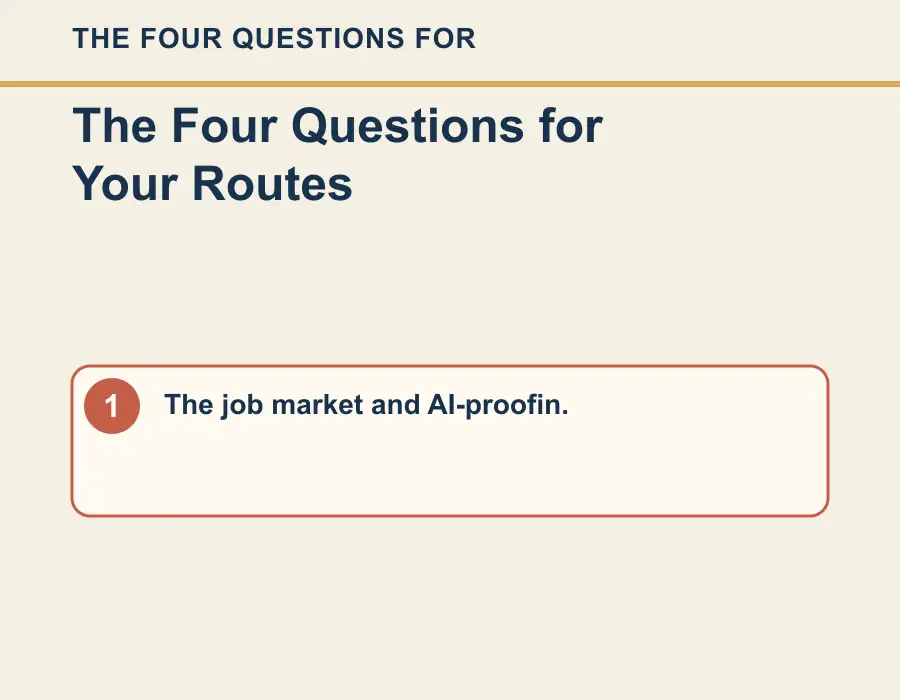 THE FOUR QUESTIONS FOR
The Four Questions for
Your Routes
1
The job market and AI-proofin.